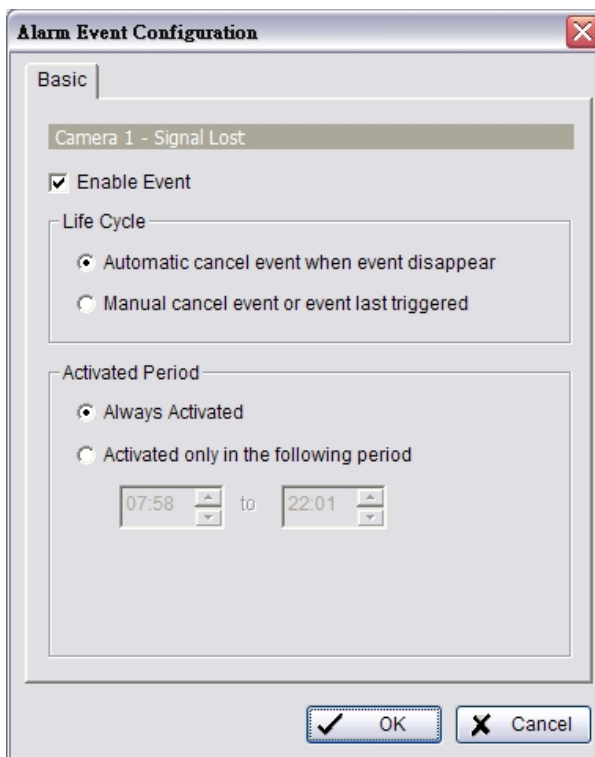 Alarm Event Configuration
Basic
Camera 1 - Signal Lost
Enable Event
Life Cycle
Automatic cancel event when event disappear
Manual cancel event or event last triggered
Activated Period
Always Activated
Activated only in the following period
07:58 to 22:01
OK Cancel